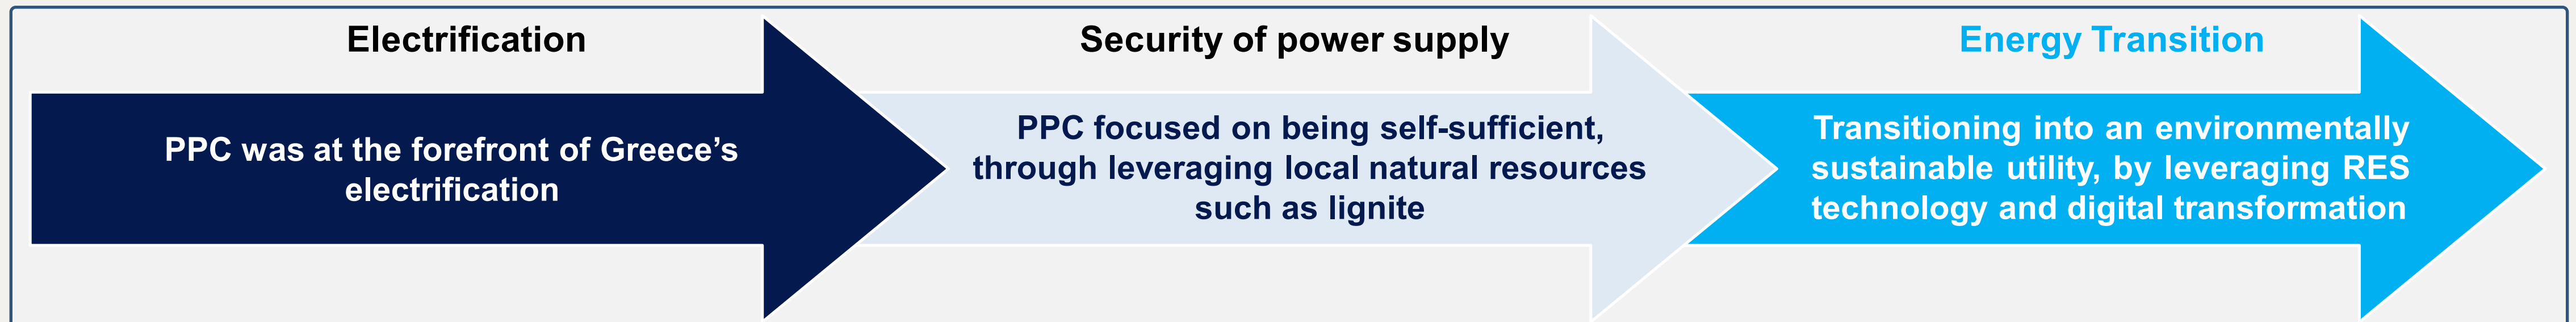 Electrification
PPC was at the forefront of Greece’s
electrification
Security of power supply
PPC focused on being self-sufficient,
through leveraging local natural resources
such as lignite
Energy Transition
Transitioning into an environmentally
sustainable utility, by leveraging RES
technology and digital transformation